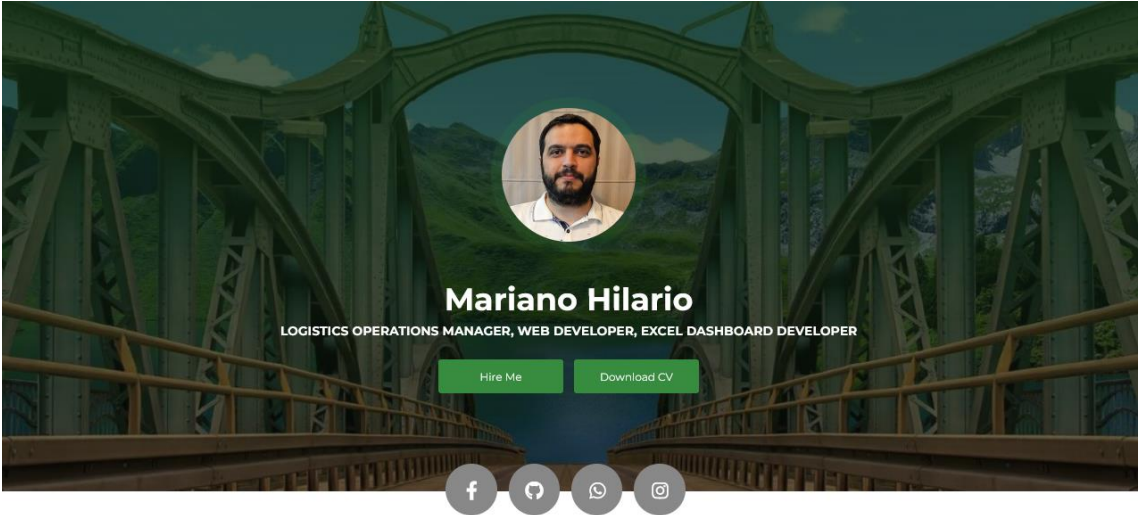 Mariano Hilario
LOGISTICS OPERATIONS MANAGER, WEB DEVELOPER, EXCEL DASHBOARD DEVELOPER
Hire Me
Download CV